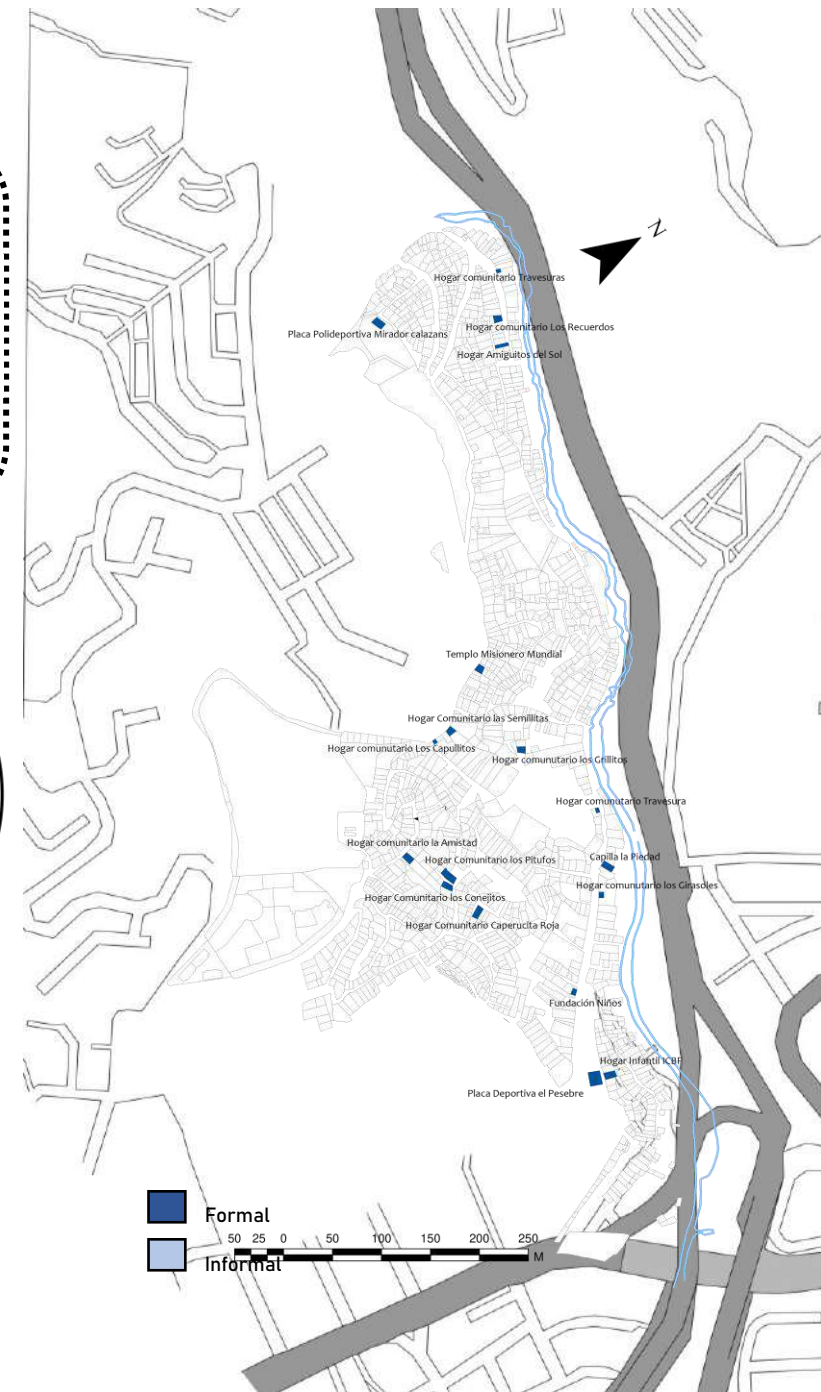 N
Hogar comunitario Travesuras
Hogar comunitario Los Recuerdos
Placa Polideportiva Mirador calazans
Hogar Amiguitos del Sol
Templo Misionero Mundial
Hogar Comunitario las Semillitas
Hogar comunutario Los Capullitos
Hogar comunutario los Grillitos
Hogar comunutario Travesura
Hogar comunitario la Amistad
Capilla la Piedad
Hogar Comunitario los Pitufos
Hogar comunutario los Girasoles
Hogar Comunitario los Conejitos
Hogar Comunitario Caperucita Roja
Fundación Niños
Hogar Infantil ICBF
Placa Deportiva el Pesebre
Formal
Informal
50 25 0 50 100 150 200 250
M